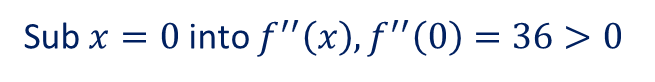 Sub x = 0 into f′′(x), f′′(0) = 36 > 0